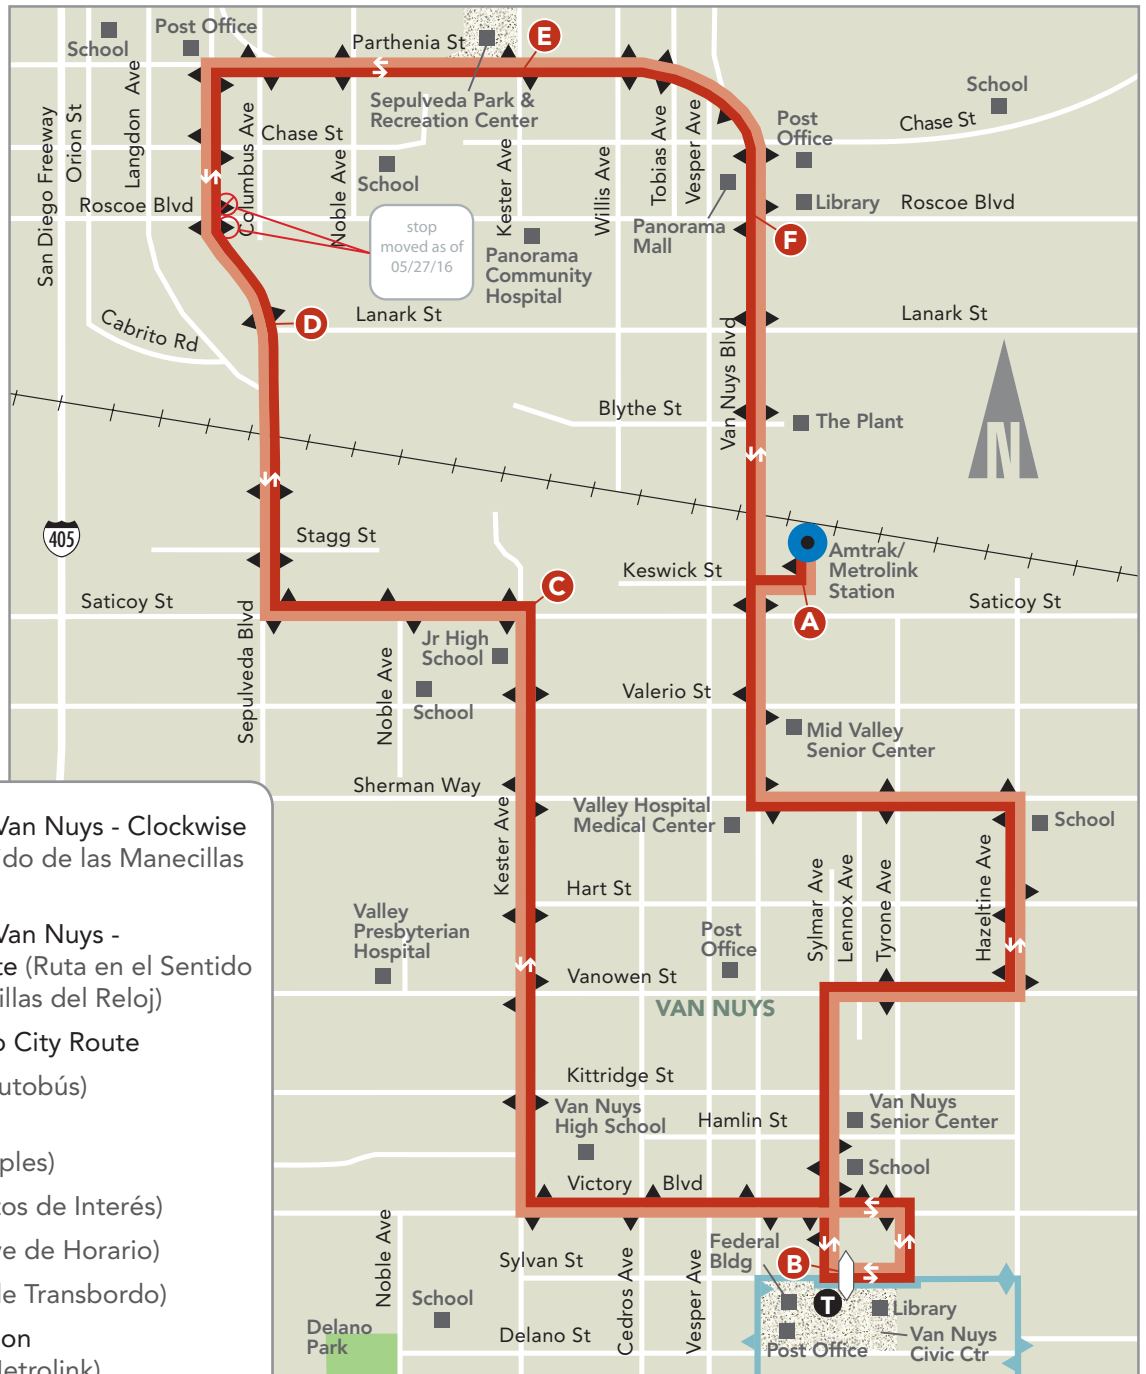 School
Post Office
Parthenia St
E
Sepulveda Park &
Recreation Center
San Diego Freeway
Orion St
Langdon Ave
Columbus Ave
Chase St
Noble Ave
School
Kester Ave
Willis Ave
Tobias Ave
Vesper Ave
Post
Office
School
Chase St
Roscoe Blvd
Library
Roscoe Blvd
Panorama
Mall
F
stop
moved as of
05/27/16
Panorama
Community
Hospital
D
Lanark St
Lanark St
Cabrito Rd
Van Nuys Blvd
Blythe St
The Plant
N
405
Stagg St
Keswick St
Amtrak/
Metrolink
Station
Saticoy St
C
A
Saticoy St
Sepulveda Blvd
Jr High
School
Noble Ave
School
Valerio St
Mid Valley
Senior Center
Sherman Way
Kester Ave
Valley Hospital
Medical Center
School
Hart St
Sylmar Ave
Lennox Ave
Tyrone Ave
Hazeltine Ave
Valley
Presbyterian
Hospital
Post
Office
Vanowen St
VAN NUYS
Kittridge St
Van Nuys
High School
Hamlin St
Van Nuys
Senior Center
School
Victory Blvd
Noble Ave
Sylvan St
Cedros Ave
Vesper Ave
Federal
Bldg
B
School
T
Library
Delano
Park
Delano St
Post Office
Van Nuys
Civic Ctr
Van Nuys - Clockwise
ido de las Manecillas
Van Nuys -
te (Ruta en el Sentido
illas del Reloj)
o City Route
utobús)
ples)
tos de Interés)
ve de Horario)
de Transbordo)
on
Metrolink)